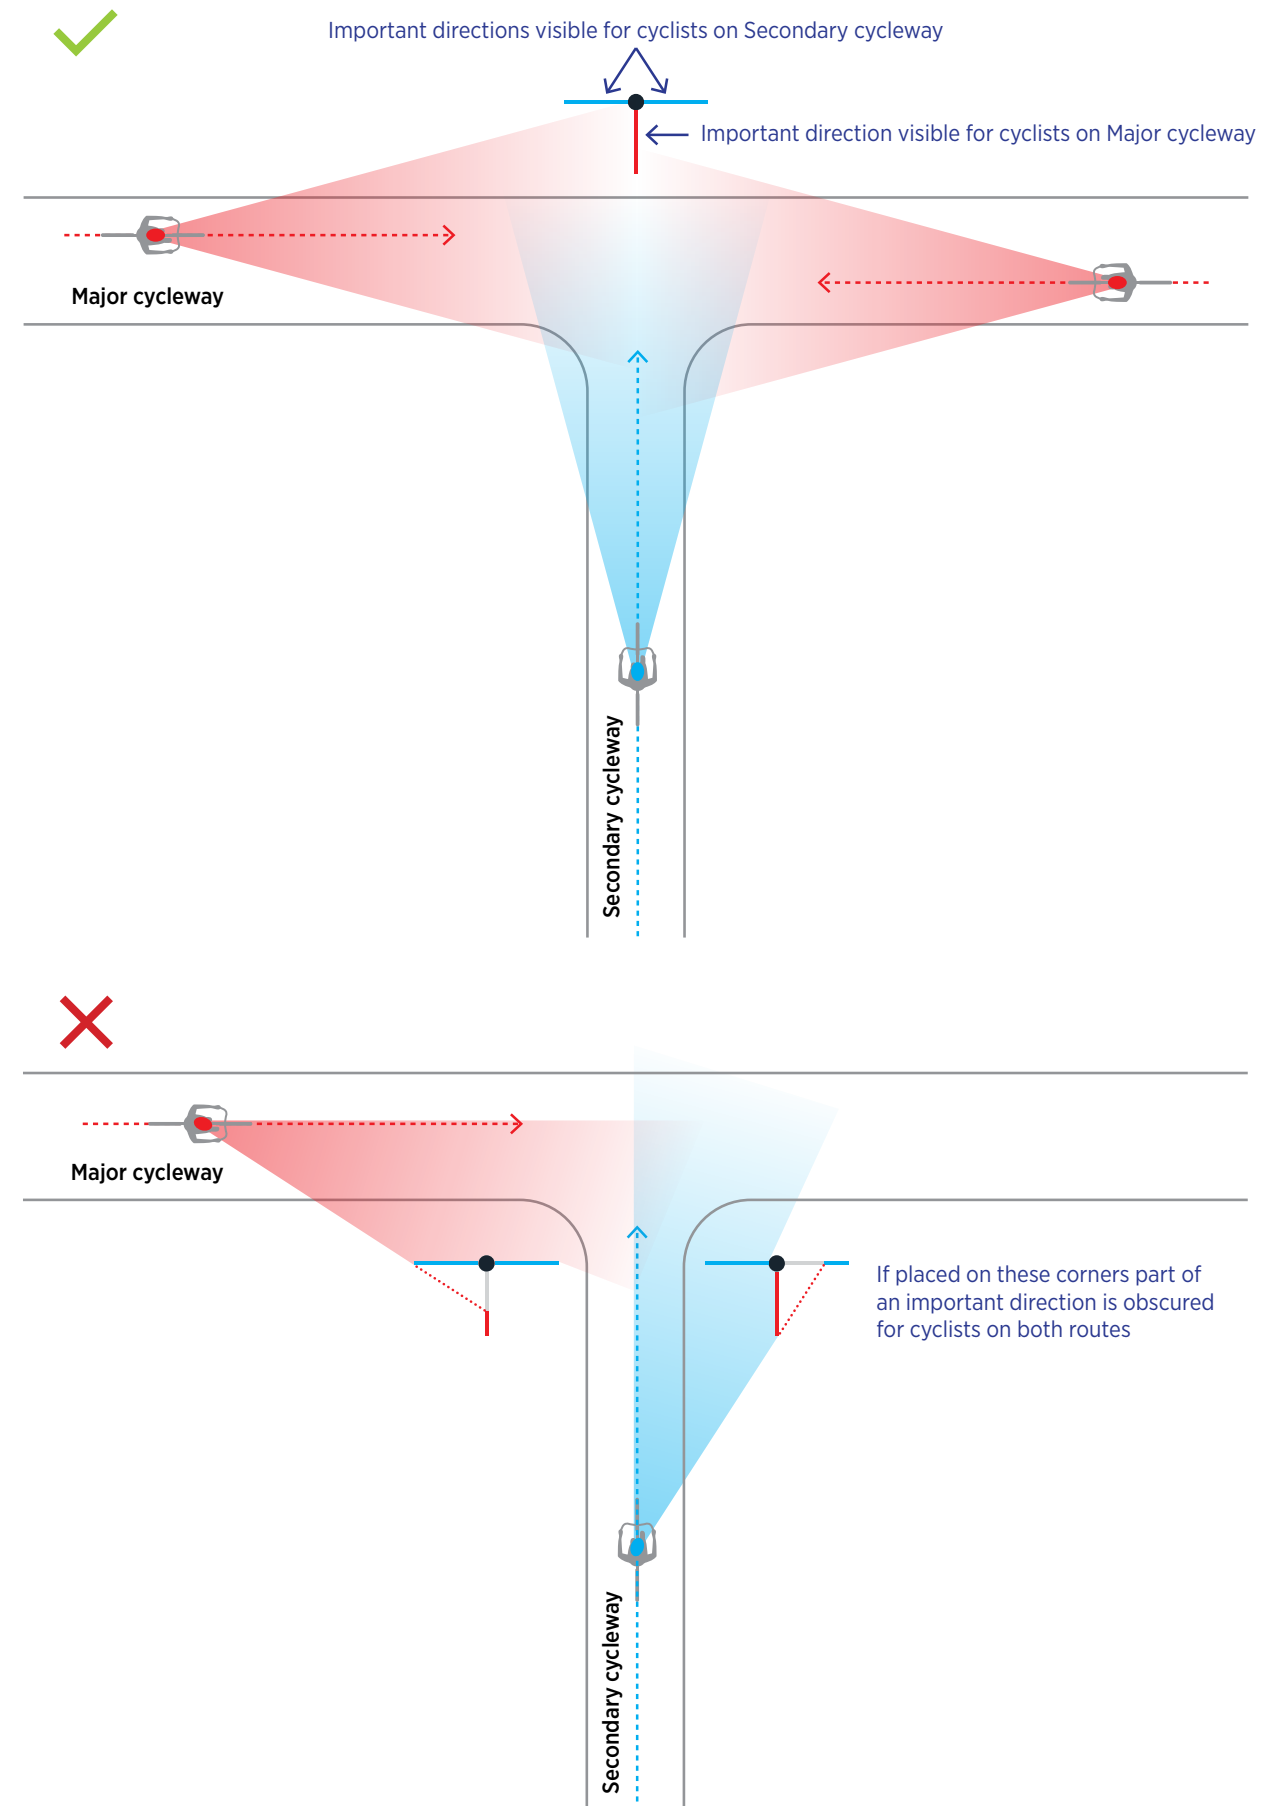 Important directions visible for cyclists on Secondary cycleway
Important direction visible for cyclists on Major cycleway
Major cycleway
Secondary cycleway
Major cycleway
If placed on these corners part of
an important direction is obscured
for cyclists on both routes
Secondary cycleway